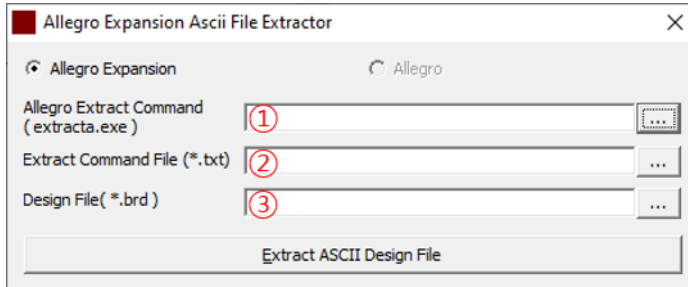 Allegro Expansion Ascii File Extractor
Allegro Expansion Allegro
Allegro Extract Command
( extracta.exe )
① ...
Extract Command File (*.txt) ② ...
Design File( *.brd ) ③ ...
Extract ASCII Design File